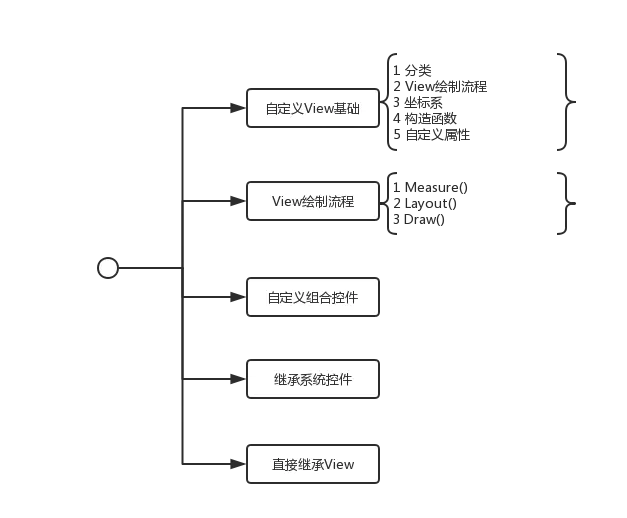 自定义View基础
1 分类
2 View绘制流程
3 坐标系
4 构造函数
5 自定义属性
View绘制流程
1 Measure()
2 Layout()
3 Draw()
自定义组合控件
继承系统控件
直接继承View